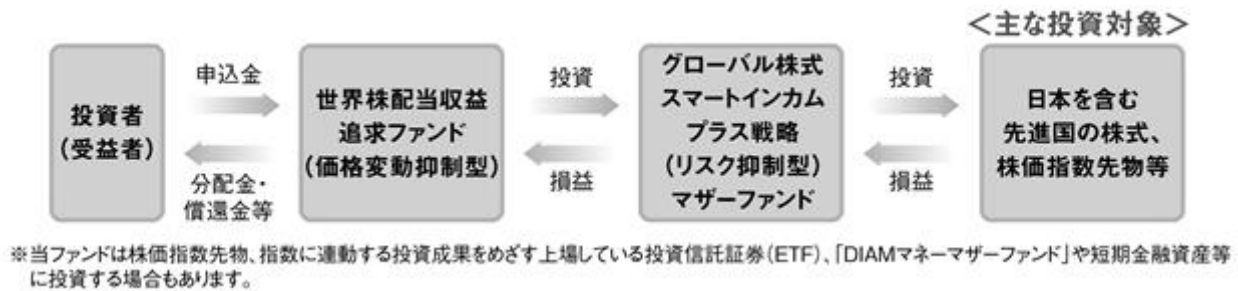 ＜主な投資対象＞
投資者
(受益者)
申込金
分配金・
償還金等
世界株配当収益
追求ファンド
(価格変動抑制型)
投資
損益
グローバル株式
スマートインカム
プラス戦略
(リスク抑制型)
マザーファンド
投資
損益
日本を含む
先進国の株式、
株価指数先物等
※当ファンドは株価指数先物、指数に連動する投資成果をめざす上場している投資信託証券(ETF)、「DIAMマネーマザーファンド」や短期金融資産等
に投資する場合もあります。